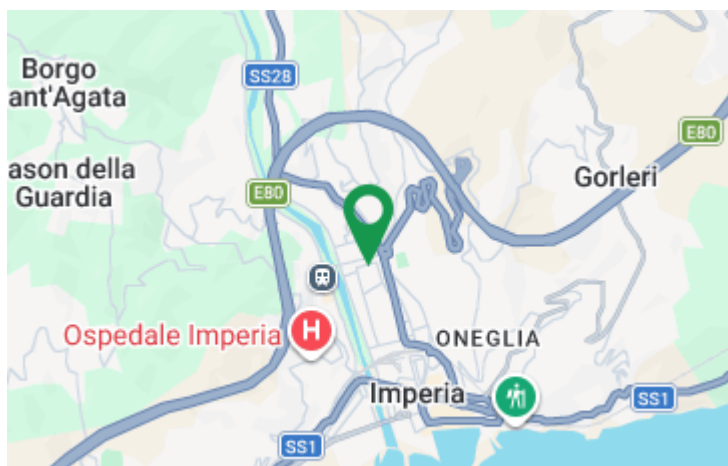 Borgo
ant'Agata
SS28
E80
ason della
Guardia
E80
Gorleri
Ospedale Imperia
H
ONEGLIA
Imperia
SS1
SS1